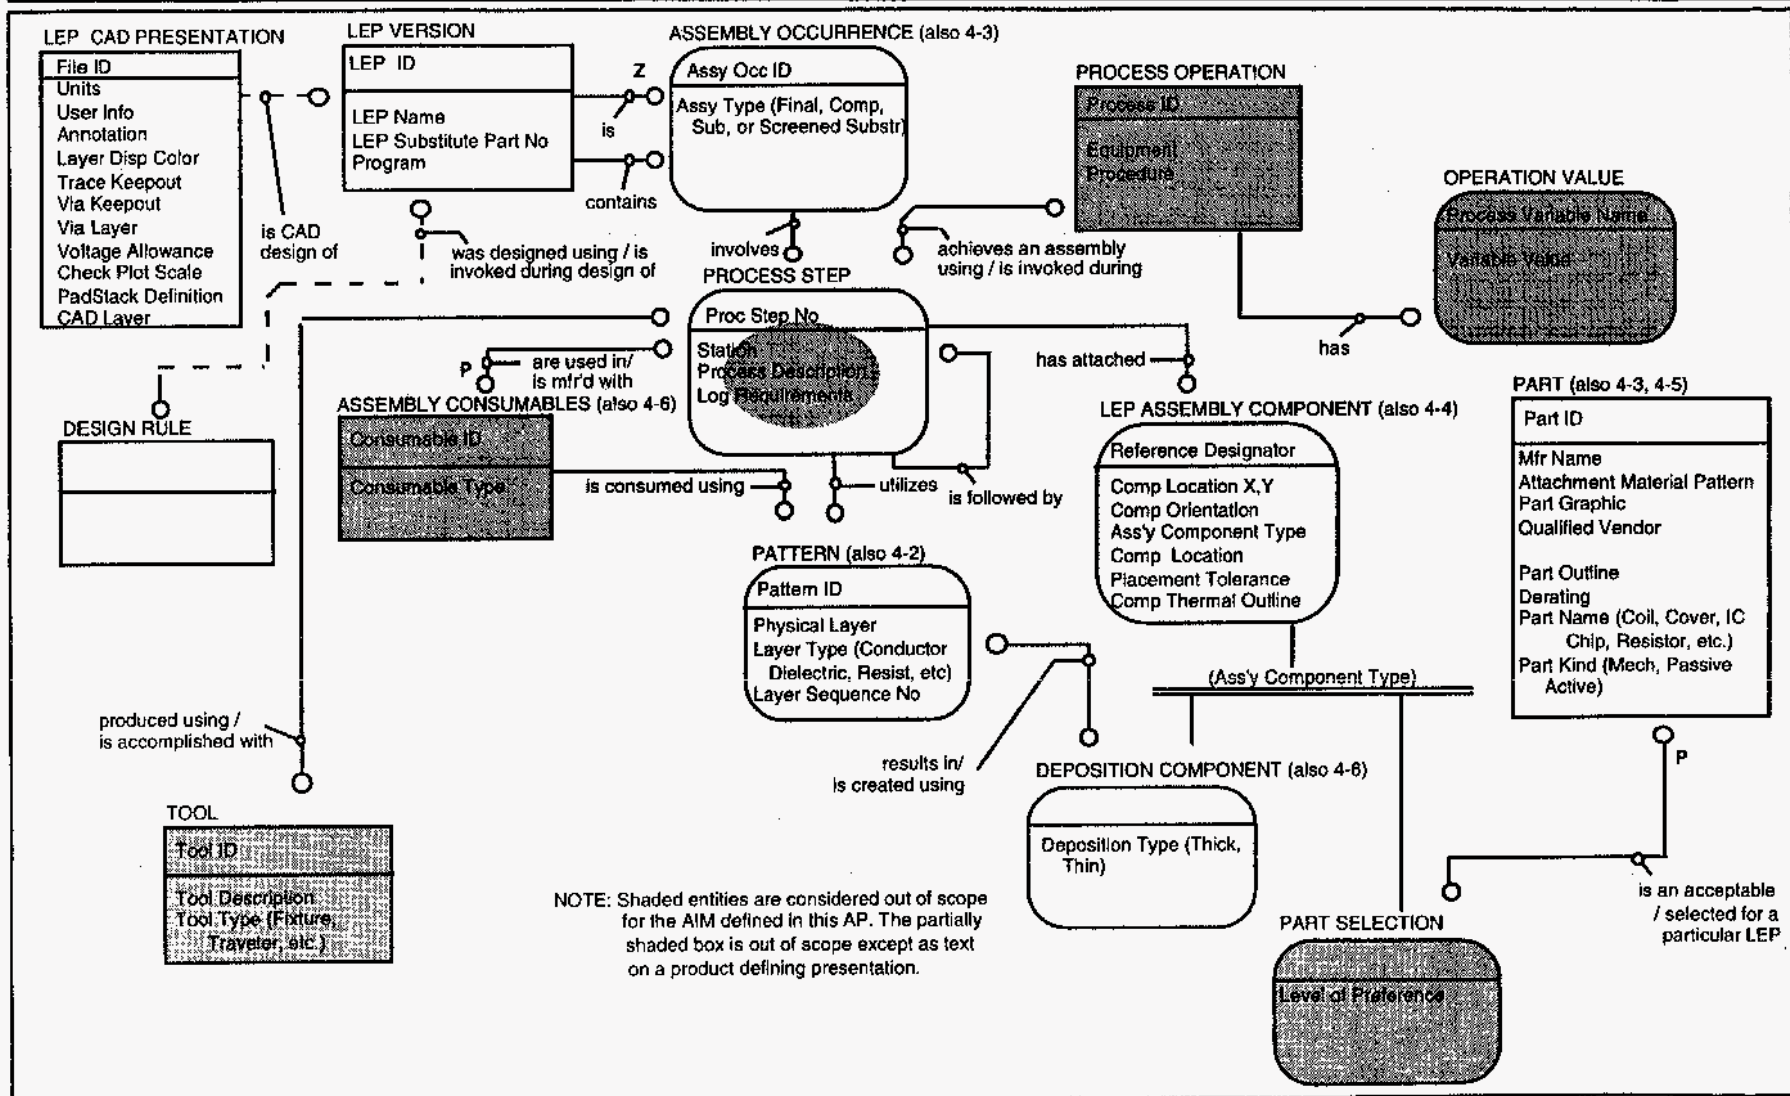 LEP CAD PRESENTATION
File ID
Units
User Info
Annotation
Layer Disp Color
Trace Keepout
Via Keepout
Via Layer
Voltage Allowance
Check Plot Scale
PadStack Definition
CAD Layer
is CAD
design of
LEP VERSION
LEP ID
LEP Name
LEP Substitute Part No
Program
Z
is
contains
was designed using / is
invoked during design of
ASSEMBLY OCCURRENCE (also 4-3)
Assy Occ ID
Assy Type (Final, Comp,
Sub, or Screened Substr)
involves
achieves an assembly
using / is invoked during
PROCESS OPERATION
Process ID
Equipment
Procedure
has
OPERATION VALUE
Process Variable Name
Variable Value
PROCESS STEP
Proc Step No
Station
Process Description
Log Requirements
P
are used in/
is mfr'd with
has attached
is followed by
utilizes
is consumed using
ASSEMBLY CONSUMABLES (also 4-6)
Consumable ID
Consumable Type
DESIGN RULE
PATTERN (also 4-2)
Pattern ID
Physical Layer
Layer Type (Conductor
Dielectric, Resist, etc)
Layer Sequence No
results in/
is created using
LEP ASSEMBLY COMPONENT (also 4-4)
Reference Designator
Comp Location X,Y
Comp Orientation
Ass'y Component Type
Comp Location
Placement Tolerance
Comp Thermal Outline
(Ass'y Component Type)
PART (also 4-3, 4-5)
Part ID
Mfr Name
Attachment Material Pattern
Part Graphic
Qualified Vendor
Part Outline
Derating
Part Name (Coil, Cover, IC
Chip, Resistor, etc.)
Part Kind (Mech, Passive
Active)
P
is an acceptable
/ selected for a
particular LEP
produced using /
is accomplished with
TOOL
Tool ID
Tool Description
Tool Type (Fixture,
Traveler, etc.)
DEPOSITION COMPONENT (also 4-6)
Deposition Type (Thick,
Thin)
PART SELECTION
Level of Preference
NOTE: Shaded entities are considered out of scope
for the AIM defined in this AP. The partially
shaded box is out of scope except as text
on a product defining presentation.